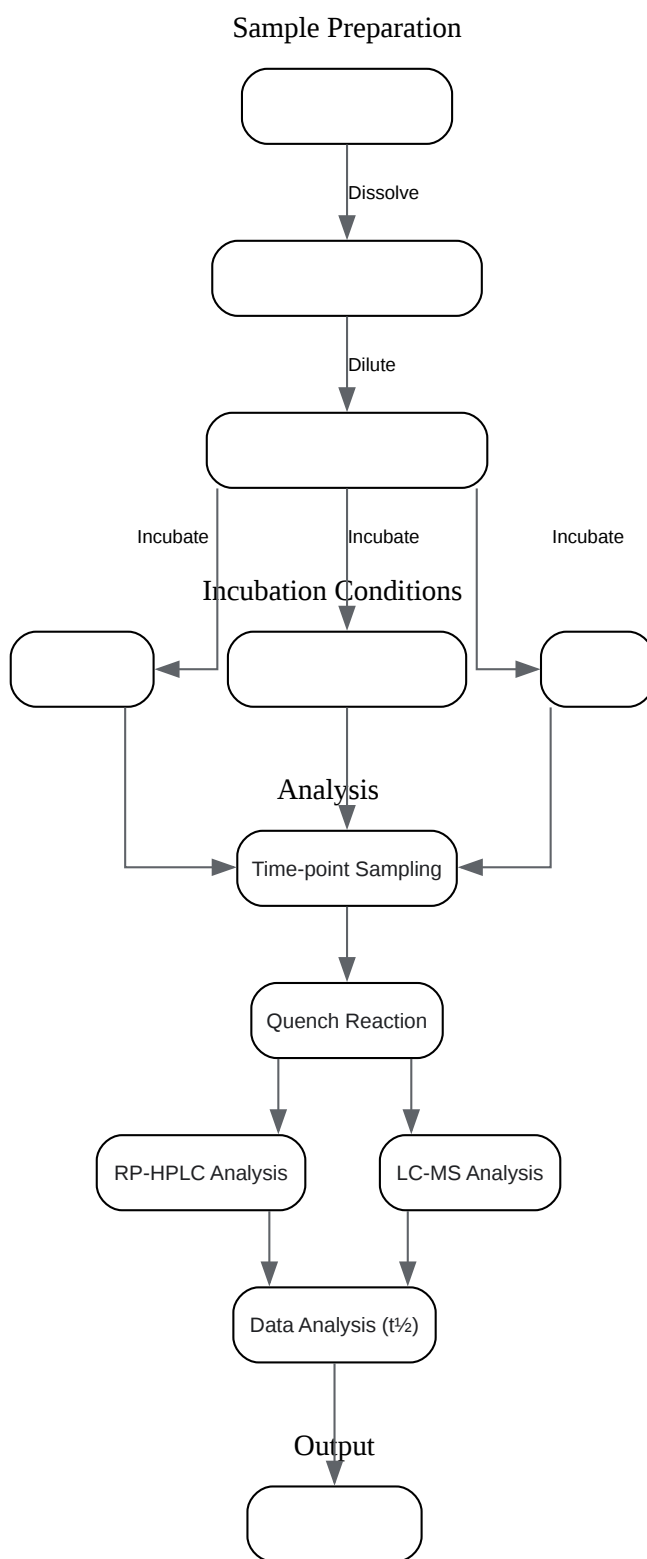 Sample Preparation
Dissolve
Dilute
Incubate
Incubate
Incubate
Incubation Conditions
Analysis
Time-point Sampling
Quench Reaction
RP-HPLC Analysis
LC-MS Analysis
Data Analysis (t½)
Output